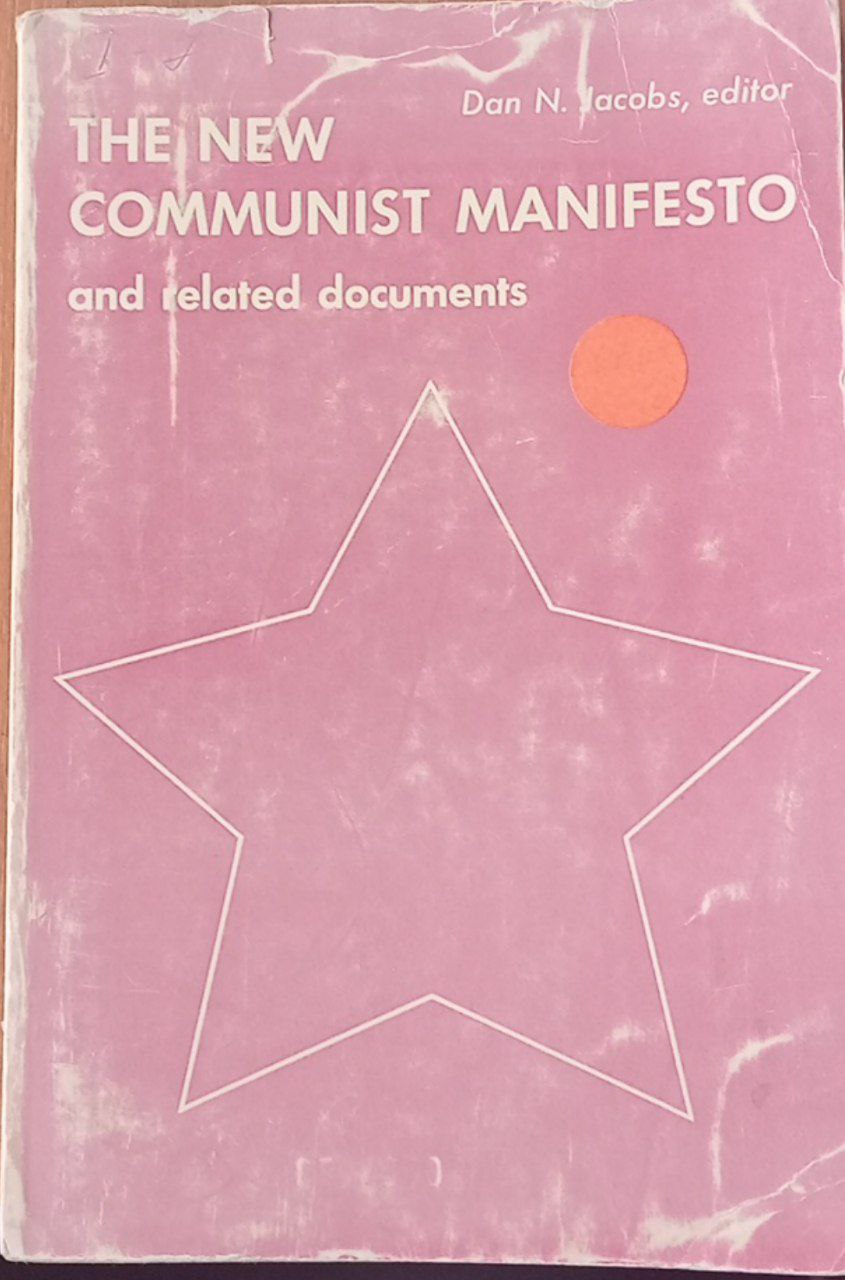 Dan N. Jacobs, editor
THE NEW
COMMUNIST MANIFESTO
and related documents